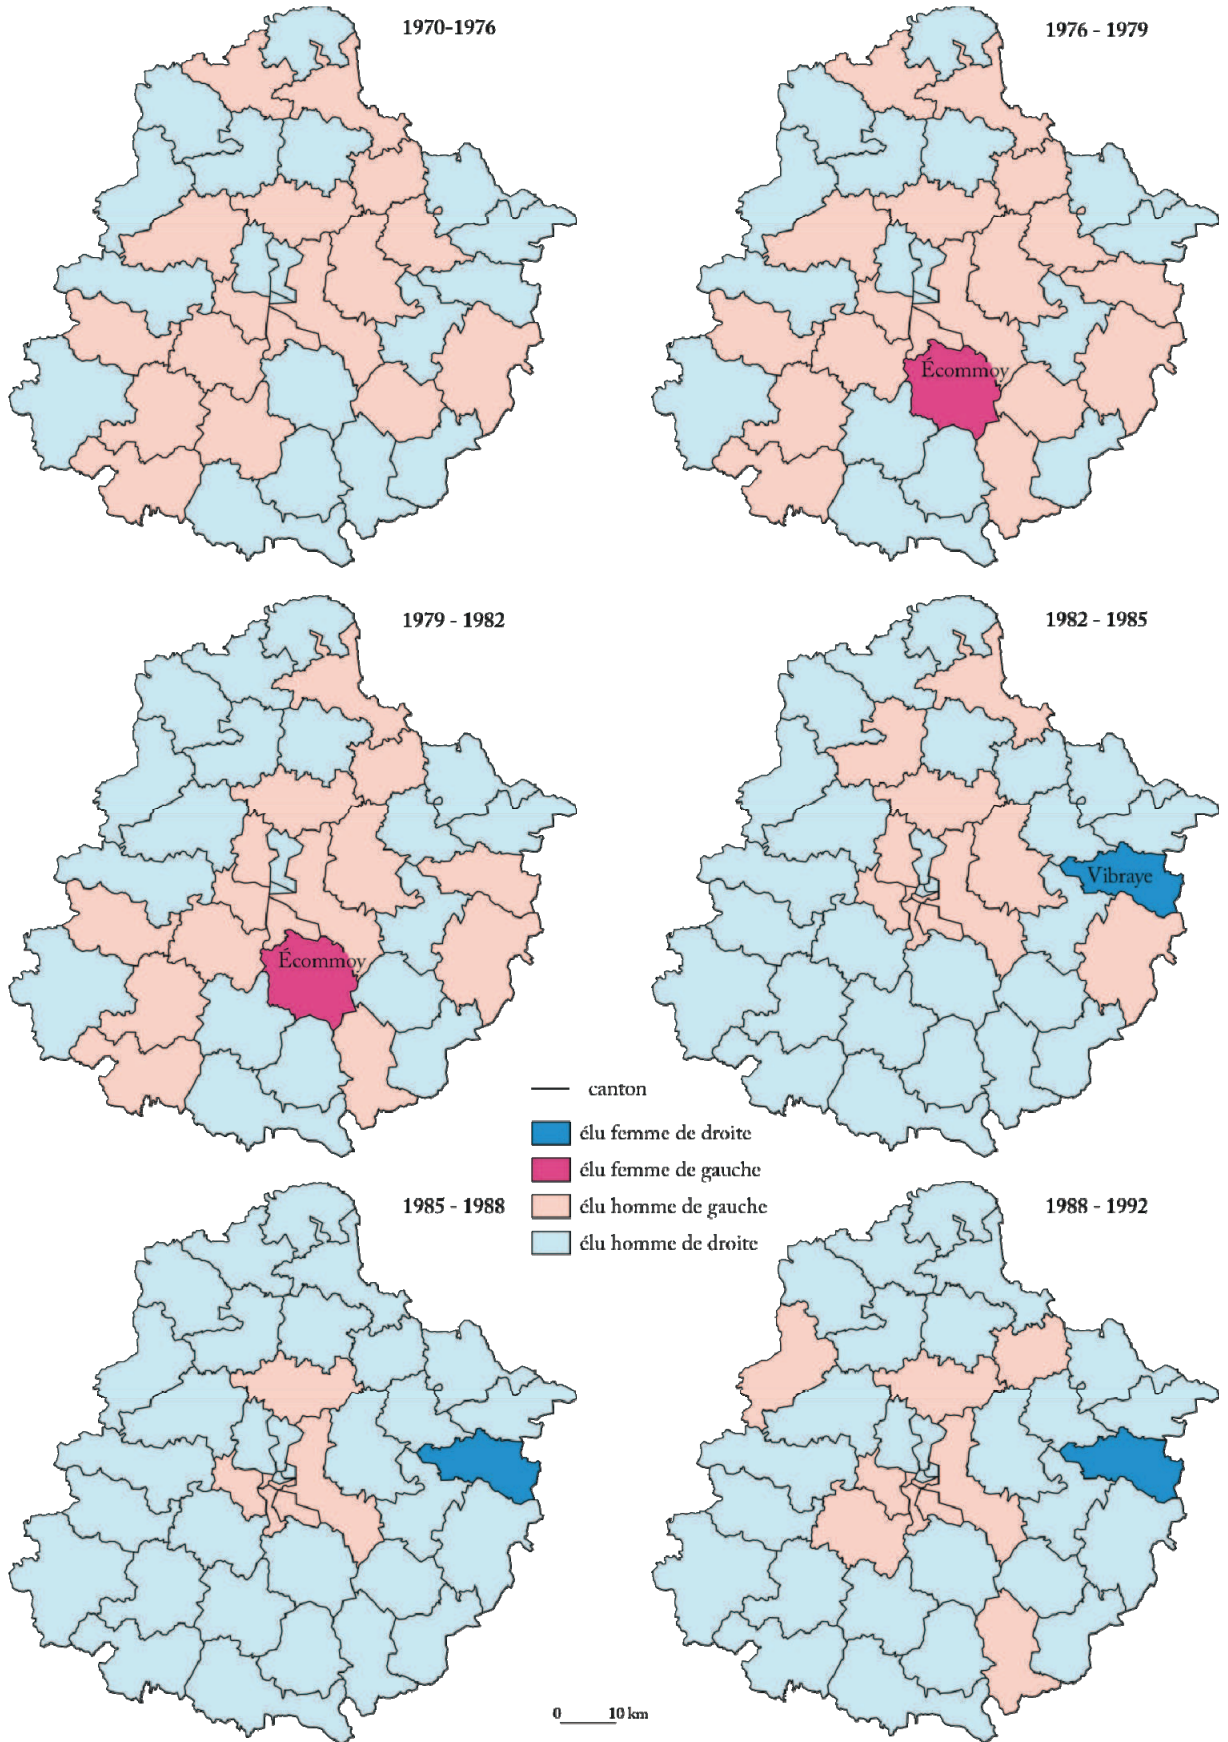 1970-1976
1976 - 1979
Écommoy
1979 - 1982
1982 - 1985
Vibraye
Écommoy
canton
élu femme de droite
élu femme de gauche
élu homme de gauche
élu homme de droite
1985 - 1988
1988 - 1992
0 10 km